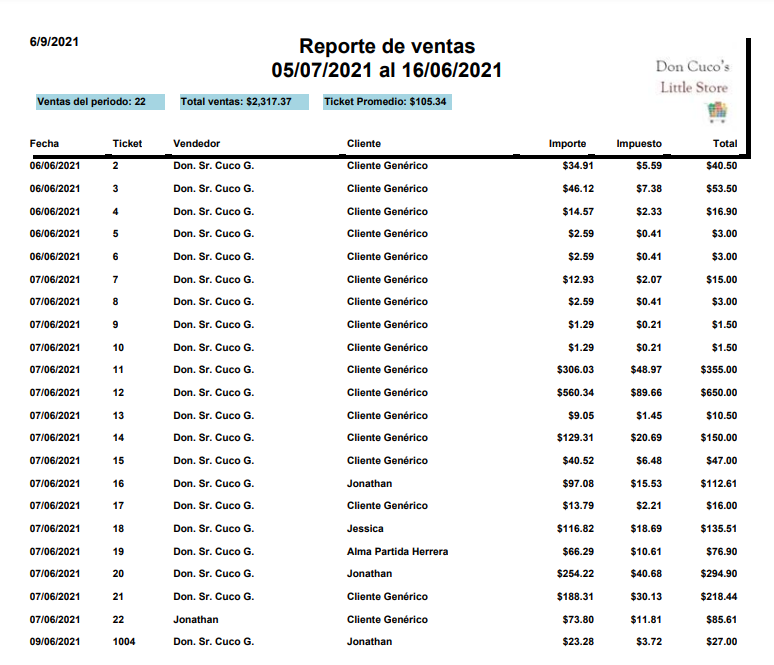 6/9/2021
Reporte de ventas
05/07/2021 al 16/06/2021
Don Cuco's
Little Store
Ventas del periodo: 22 Total ventas: $2,317.37 Ticket Promedio: $105.34
Fecha Ticket Vendedor Cliente Importe Impuesto Total
06/06/2021 2 Don. Sr. Cuco G. Cliente Genérico $34.91 $5.59 $40.50
06/06/2021 3 Don. Sr. Cuco G. Cliente Genérico $46.12 $7.38 $53.50
06/06/2021 4 Don. Sr. Cuco G. Cliente Genérico $14.57 $2.33 $16.90
06/06/2021 5 Don. Sr. Cuco G. Cliente Genérico $2.59 $0.41 $3.00
06/06/2021 6 Don. Sr. Cuco G. Cliente Genérico $2.59 $0.41 $3.00
07/06/2021 7 Don. Sr. Cuco G. Cliente Genérico $12.93 $2.07 $15.00
07/06/2021 8 Don. Sr. Cuco G. Cliente Genérico $2.59 $0.41 $3.00
07/06/2021 9 Don. Sr. Cuco G. Cliente Genérico $1.29 $0.21 $1.50
07/06/2021 10 Don. Sr. Cuco G. Cliente Genérico $1.29 $0.21 $1.50
07/06/2021 11 Don. Sr. Cuco G. Cliente Genérico $306.03 $48.97 $355.00
07/06/2021 12 Don. Sr. Cuco G. Cliente Genérico $560.34 $89.66 $650.00
07/06/2021 13 Don. Sr. Cuco G. Cliente Genérico $9.05 $1.45 $10.50
07/06/2021 14 Don. Sr. Cuco G. Cliente Genérico $129.31 $20.69 $150.00
07/06/2021 15 Don. Sr. Cuco G. Cliente Genérico $40.52 $6.48 $47.00
07/06/2021 16 Don. Sr. Cuco G. Jonathan $97.08 $15.53 $112.61
07/06/2021 17 Don. Sr. Cuco G. Cliente Genérico $13.79 $2.21 $16.00
07/06/2021 18 Don. Sr. Cuco G. Jessica $116.82 $18.69 $135.51
07/06/2021 19 Don. Sr. Cuco G. Alma Partida Herrera $66.29 $10.61 $76.90
07/06/2021 20 Don. Sr. Cuco G. Jonathan $254.22 $40.68 $294.90
07/06/2021 21 Don. Sr. Cuco G. Cliente Genérico $188.31 $30.13 $218.44
07/06/2021 22 Jonathan Cliente Genérico $73.80 $11.81 $85.61
09/06/2021 1004 Don. Sr. Cuco G. Jonathan $23.28 $3.72 $27.00